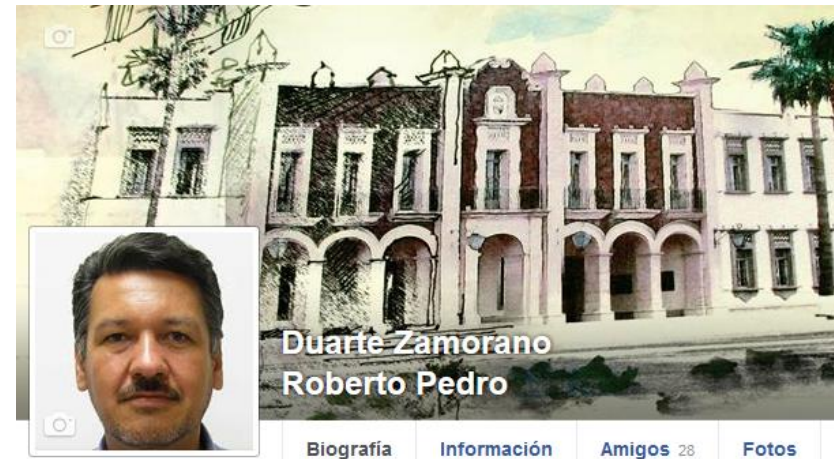 Duarte Zamorano
Roberto Pedro
Biografía Información Amigos 28 Fotos